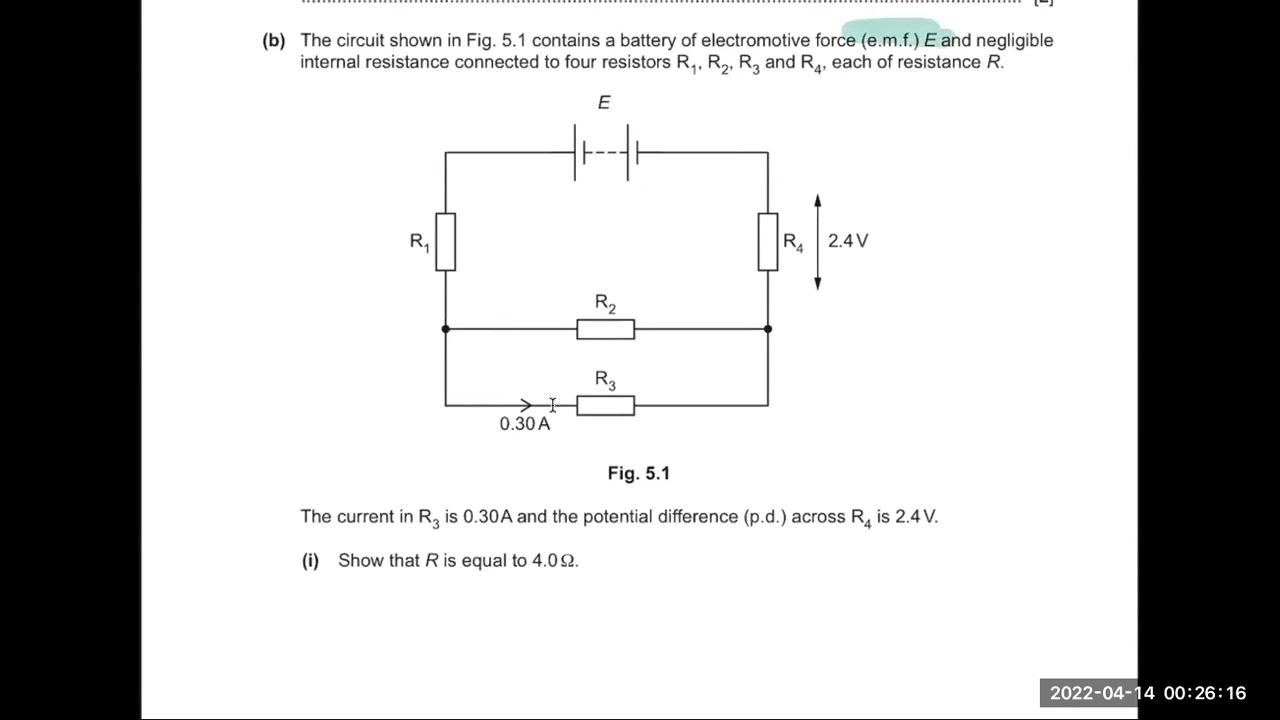 [2]
(b) The circuit shown in Fig. 5.1 contains a battery of electromotive force (e.m.f.) E and negligible
internal resistance connected to four resistors R₁, R₂, R₃ and R₄, each of resistance R.
E
R₁
R₄
2.4 V
R₂
R₃
0.30 A
Fig. 5.1
The current in R₃ is 0.30 A and the potential difference (p.d.) across R₄ is 2.4 V.
(i) Show that R is equal to 4.0 Ω.
2022-04-14 00:26:16